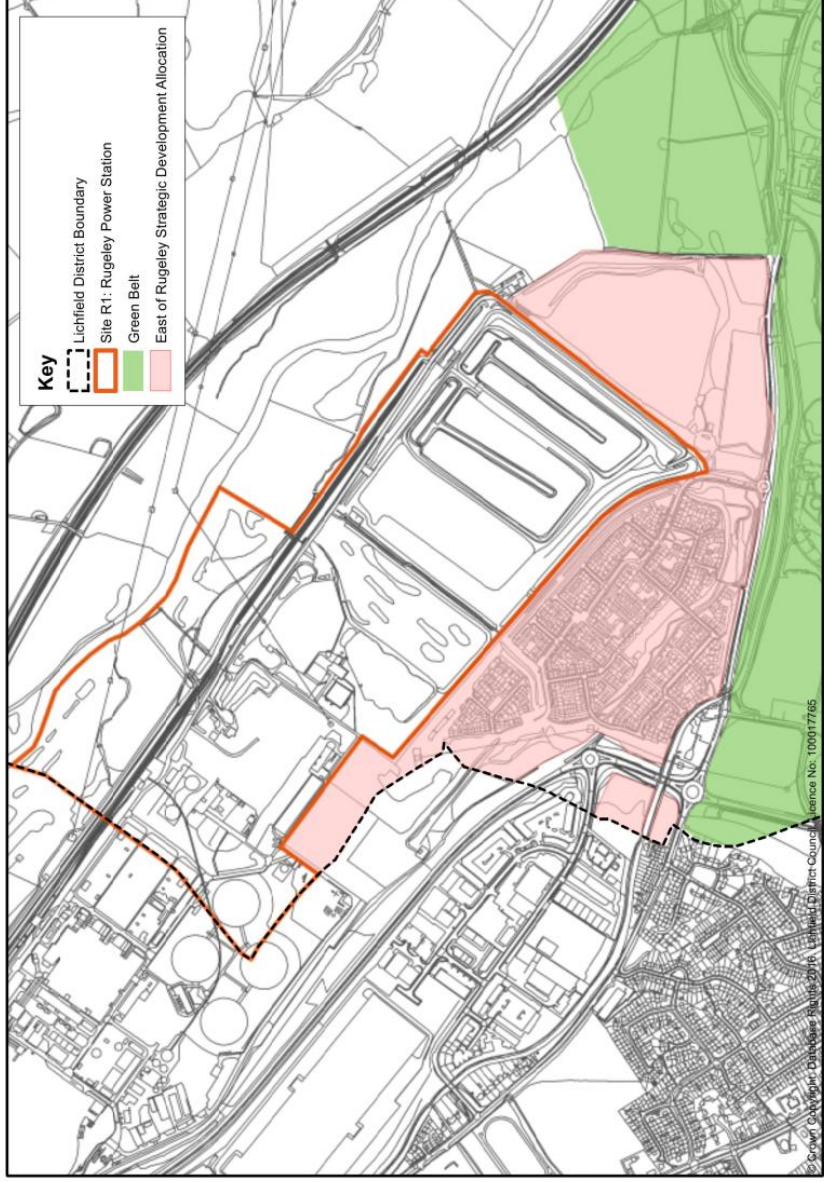 Key
Lichfield District Boundary
Site R1: Rugeley Power Station
Green Belt
East of Rugeley Strategic Development Allocation
© Crown Copyright: Database Rights 2016. Lichfield District Council Licence No: 100017765